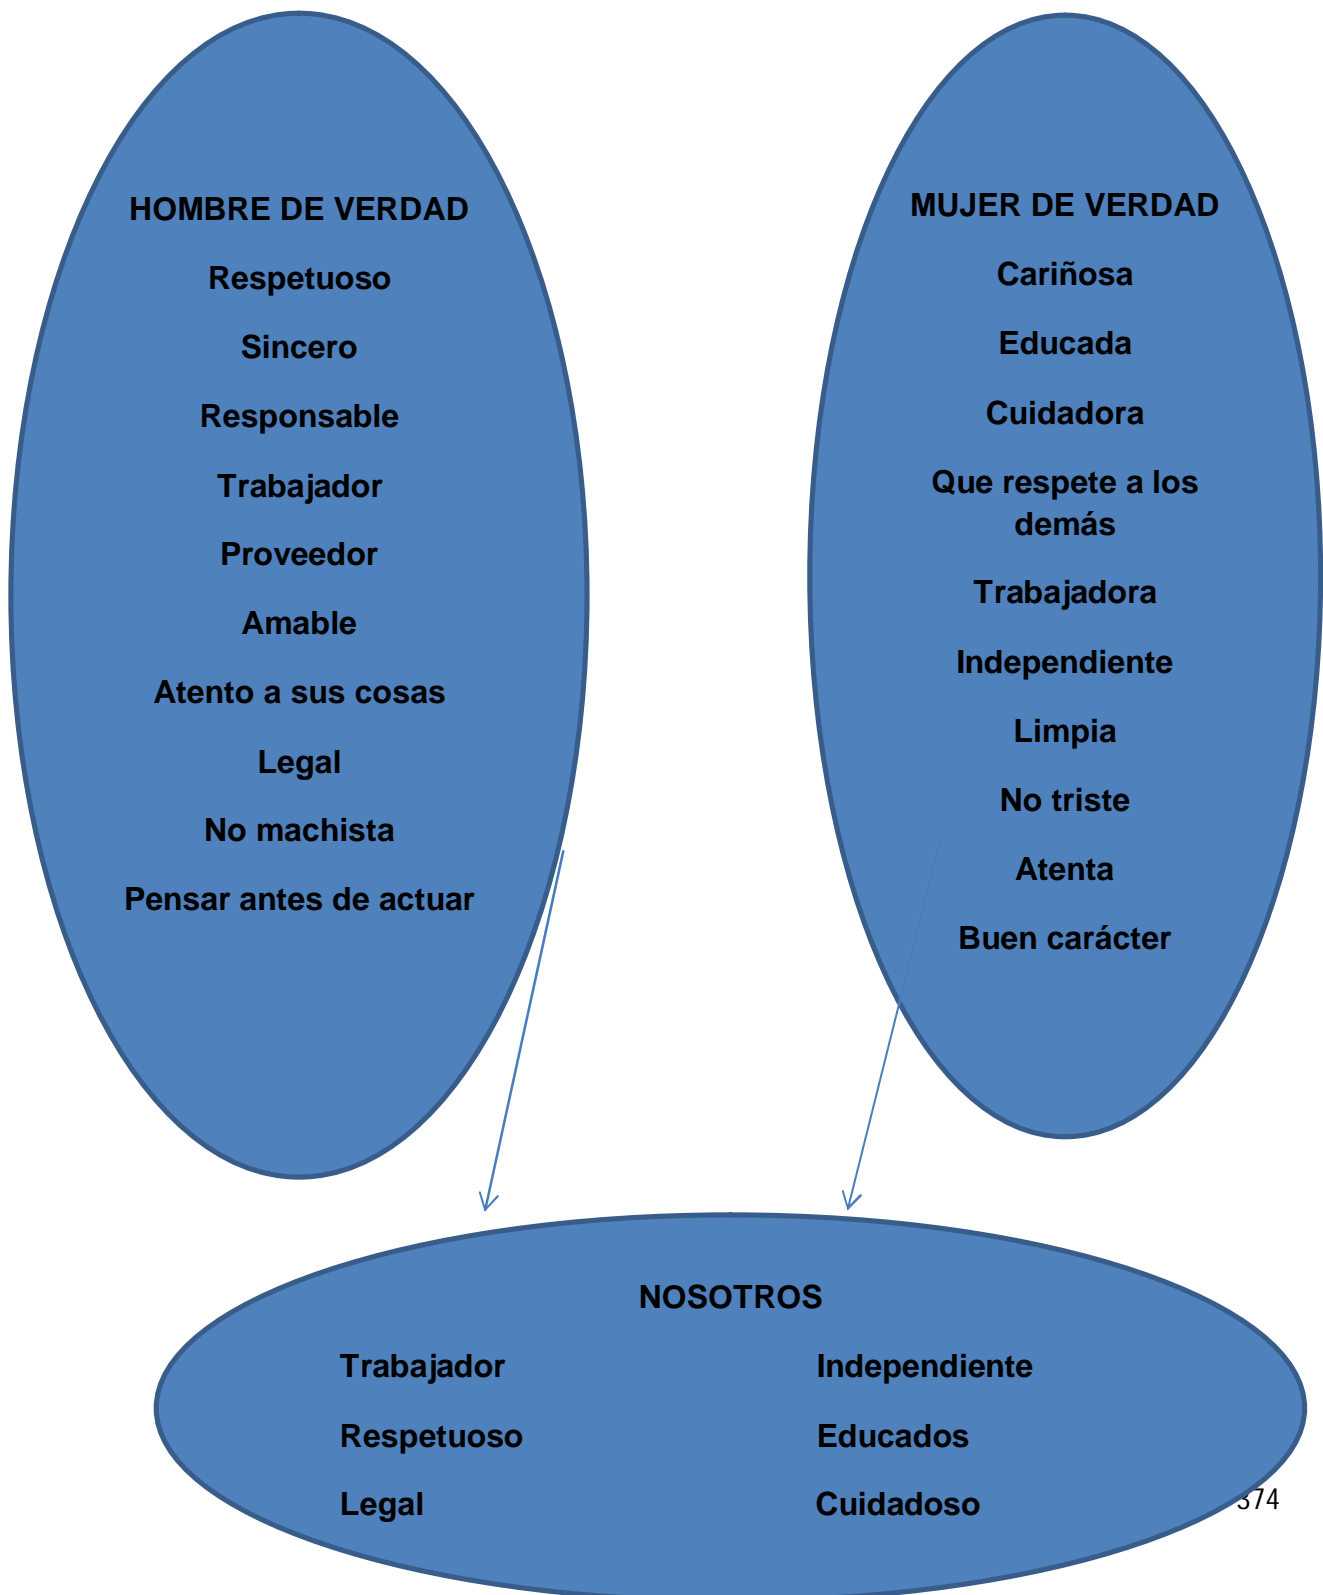 HOMBRE DE VERDAD
Respetuoso
Sincero
Responsable
Trabajador
Proveedor
Amable
Atento a sus cosas
Legal
No machista
Pensar antes de actuar
MUJER DE VERDAD
Cariñosa
Educada
Cuidadora
Que respete a los
demás
Trabajadora
Independiente
Limpia
No triste
Atenta
Buen carácter
NOSOTROS
Trabajador
Independiente
Respetuoso
Educados
Legal
Cuidadoso
374